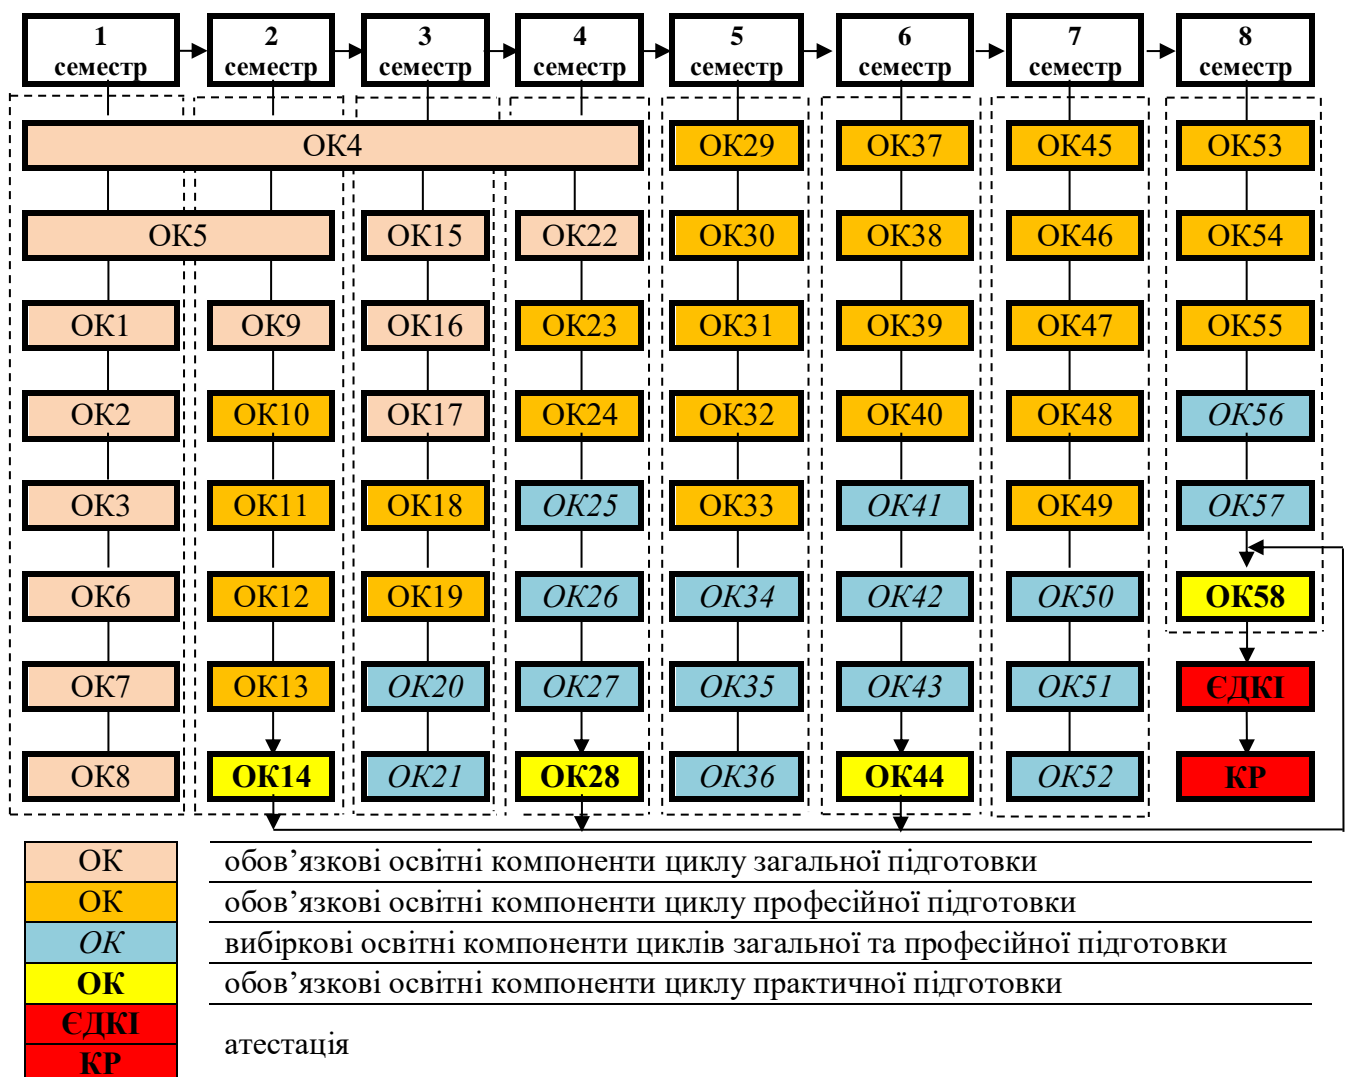 1 семестр
2 семестр
3 семестр
4 семестр
5 семестр
6 семестр
7 семестр
8 семестр
ОК4 ОК29 ОК37 ОК45 ОК53
ОК5 ОК15 ОК22 ОК30 ОК38 ОК46 ОК54
ОК1 ОК9 ОК16 ОК23 ОК31 ОК39 ОК47 ОК55
ОК2 ОК10 ОК17 ОК24 ОК32 ОК40 ОК48 ОК56
ОК3 ОК11 ОК18 ОК25 ОК33 ОК41 ОК49 ОК57
ОК6 ОК12 ОК19 ОК26 ОК34 ОК42 ОК50 ОК58
ОК7 ОК13 ОК20 ОК27 ОК35 ОК43 ОК51 ЄДКІ
ОК8 ОК14 ОК21 ОК28 ОК36 ОК44 ОК52 КР
ОК обов’язкові освітні компоненти циклу загальної підготовки
ОК обов’язкові освітні компоненти циклу професійної підготовки
ОК вибіркові освітні компоненти циклів загальної та професійної підготовки
ОК обов’язкові освітні компоненти циклу практичної підготовки
ЄДКІ
КР
атестація